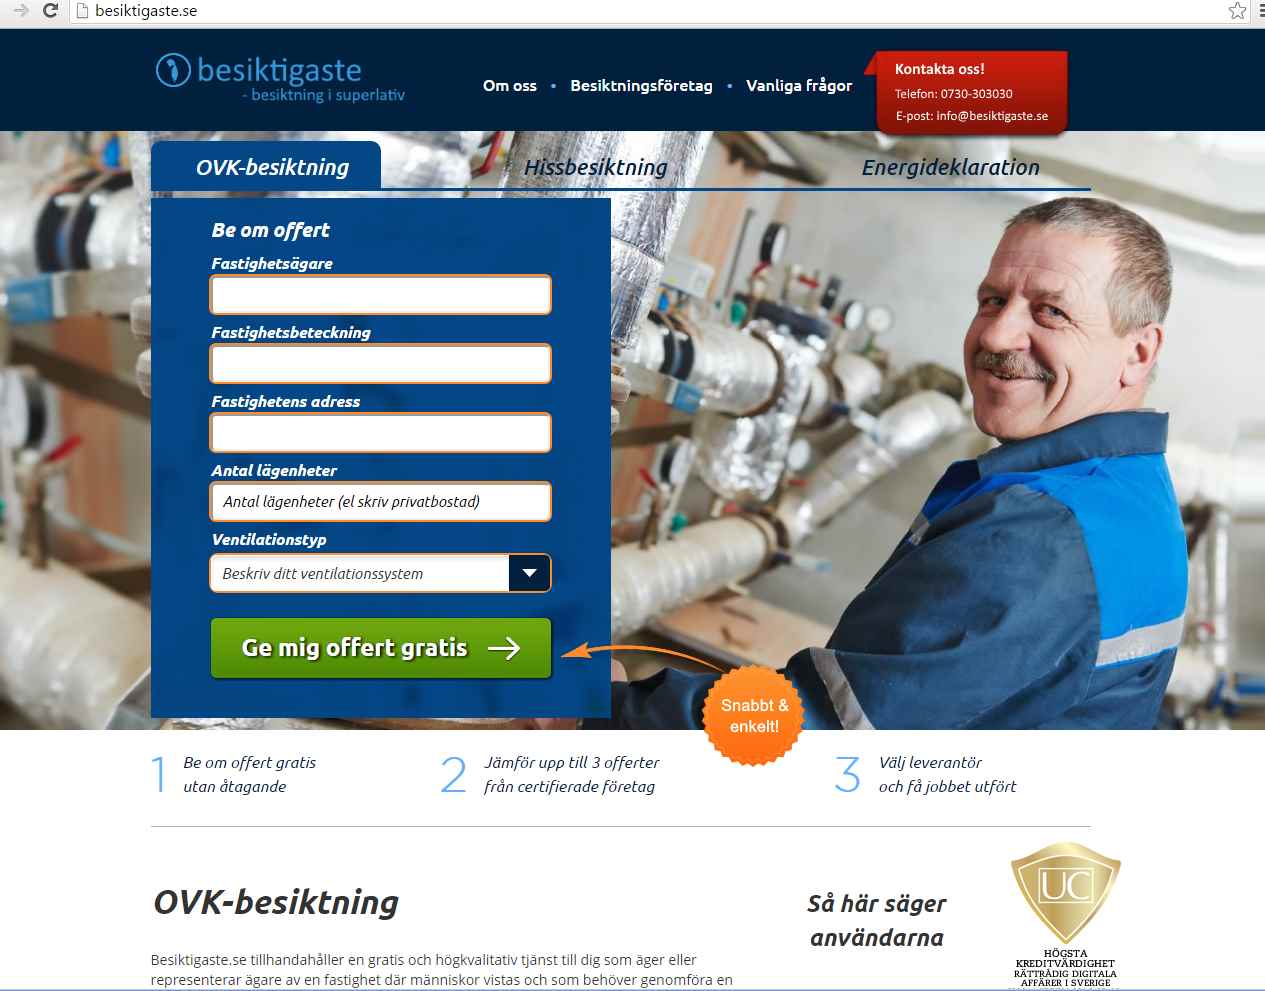 besiktigaste.se
besiktigaste
- besiktning i superlativ
Om oss • Besiktningsföretag • Vanliga frågor
Kontakta oss!
Telefon: 0730-303030
E-post: info@besiktigaste.se
OVK-besiktning
Hissbesiktning
Energideklaration
Be om offert
Fastighetsägare
Fastighetsbeteckning
Fastighetens adress
Antal lägenheter
Antal lägenheter (el skriv privatbostad)
Ventilationstyp
Beskriv ditt ventilationssystem
Ge mig offert gratis
Snabbt &
enkelt!
1 Be om offert gratis
utan åtagande
2 Jämför upp till 3 offerter
från certifierade företag
3 Välj leverantör
och få jobbet utfört
OVK-besiktning
Besiktigaste.se tillhandahåller en gratis och högkvalitativ tjänst till dig som äger eller
representerar ägare av en fastighet där människor vistas och som behöver genomföra en
Så här säger
användarna
UC
HÖGSTA
KREDITVÄRDIGHET
RÄTTRÅDIG DIGITALA
AFFÄRER I SVERIGE